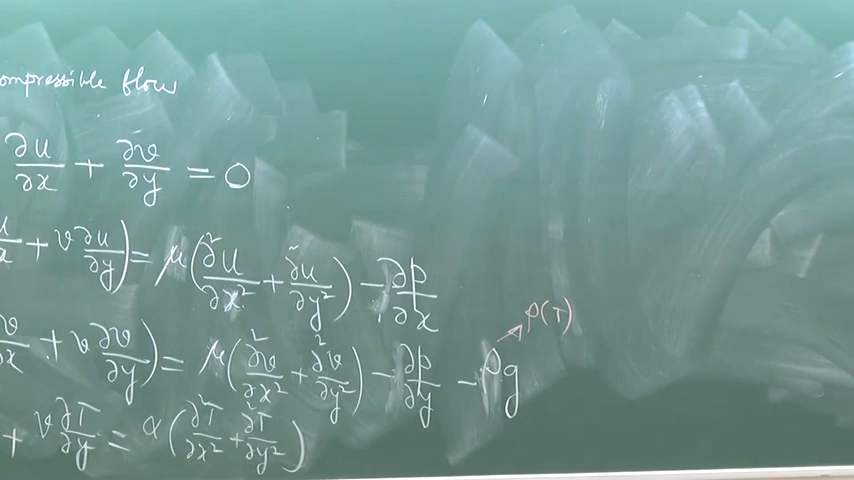 ompressible flow
∂u/∂x + ∂v/∂y = 0
+ v ∂u/∂y) = μ(∂²u/∂x² + ∂²u/∂y²) - ∂p/∂x
ρ(T)
∂v/∂x + v ∂v/∂y) = μ(∂²v/∂x² + ∂²v/∂y²) - ∂p/∂y - ρg
+ v ∂T/∂y = α(∂²T/∂x² + ∂²T/∂y²)